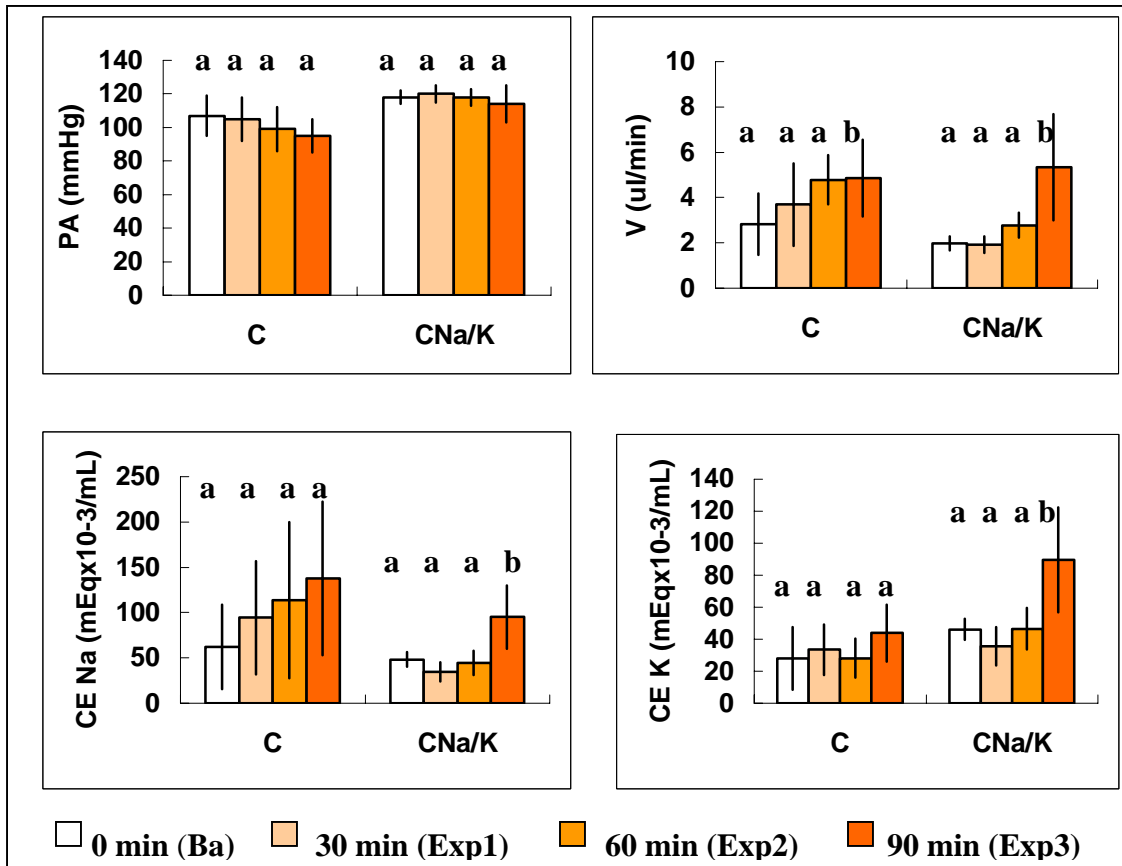 PA (mmHg)
140
120
100
80
60
40
20
0
a a a a a a a a
C CNa/K
V (ul/min)
10
8
6
4
2
0
a a a b a a a b
C CNa/K
CE Na (mEqx10-3/mL)
250
200
150
100
50
0
a a a a a a a b
C CNa/K
CE K (mEqx10-3/mL)
140
120
100
80
60
40
20
0
a a a a a a a b
C CNa/K
0 min (Ba) 30 min (Exp1) 60 min (Exp2) 90 min (Exp3)